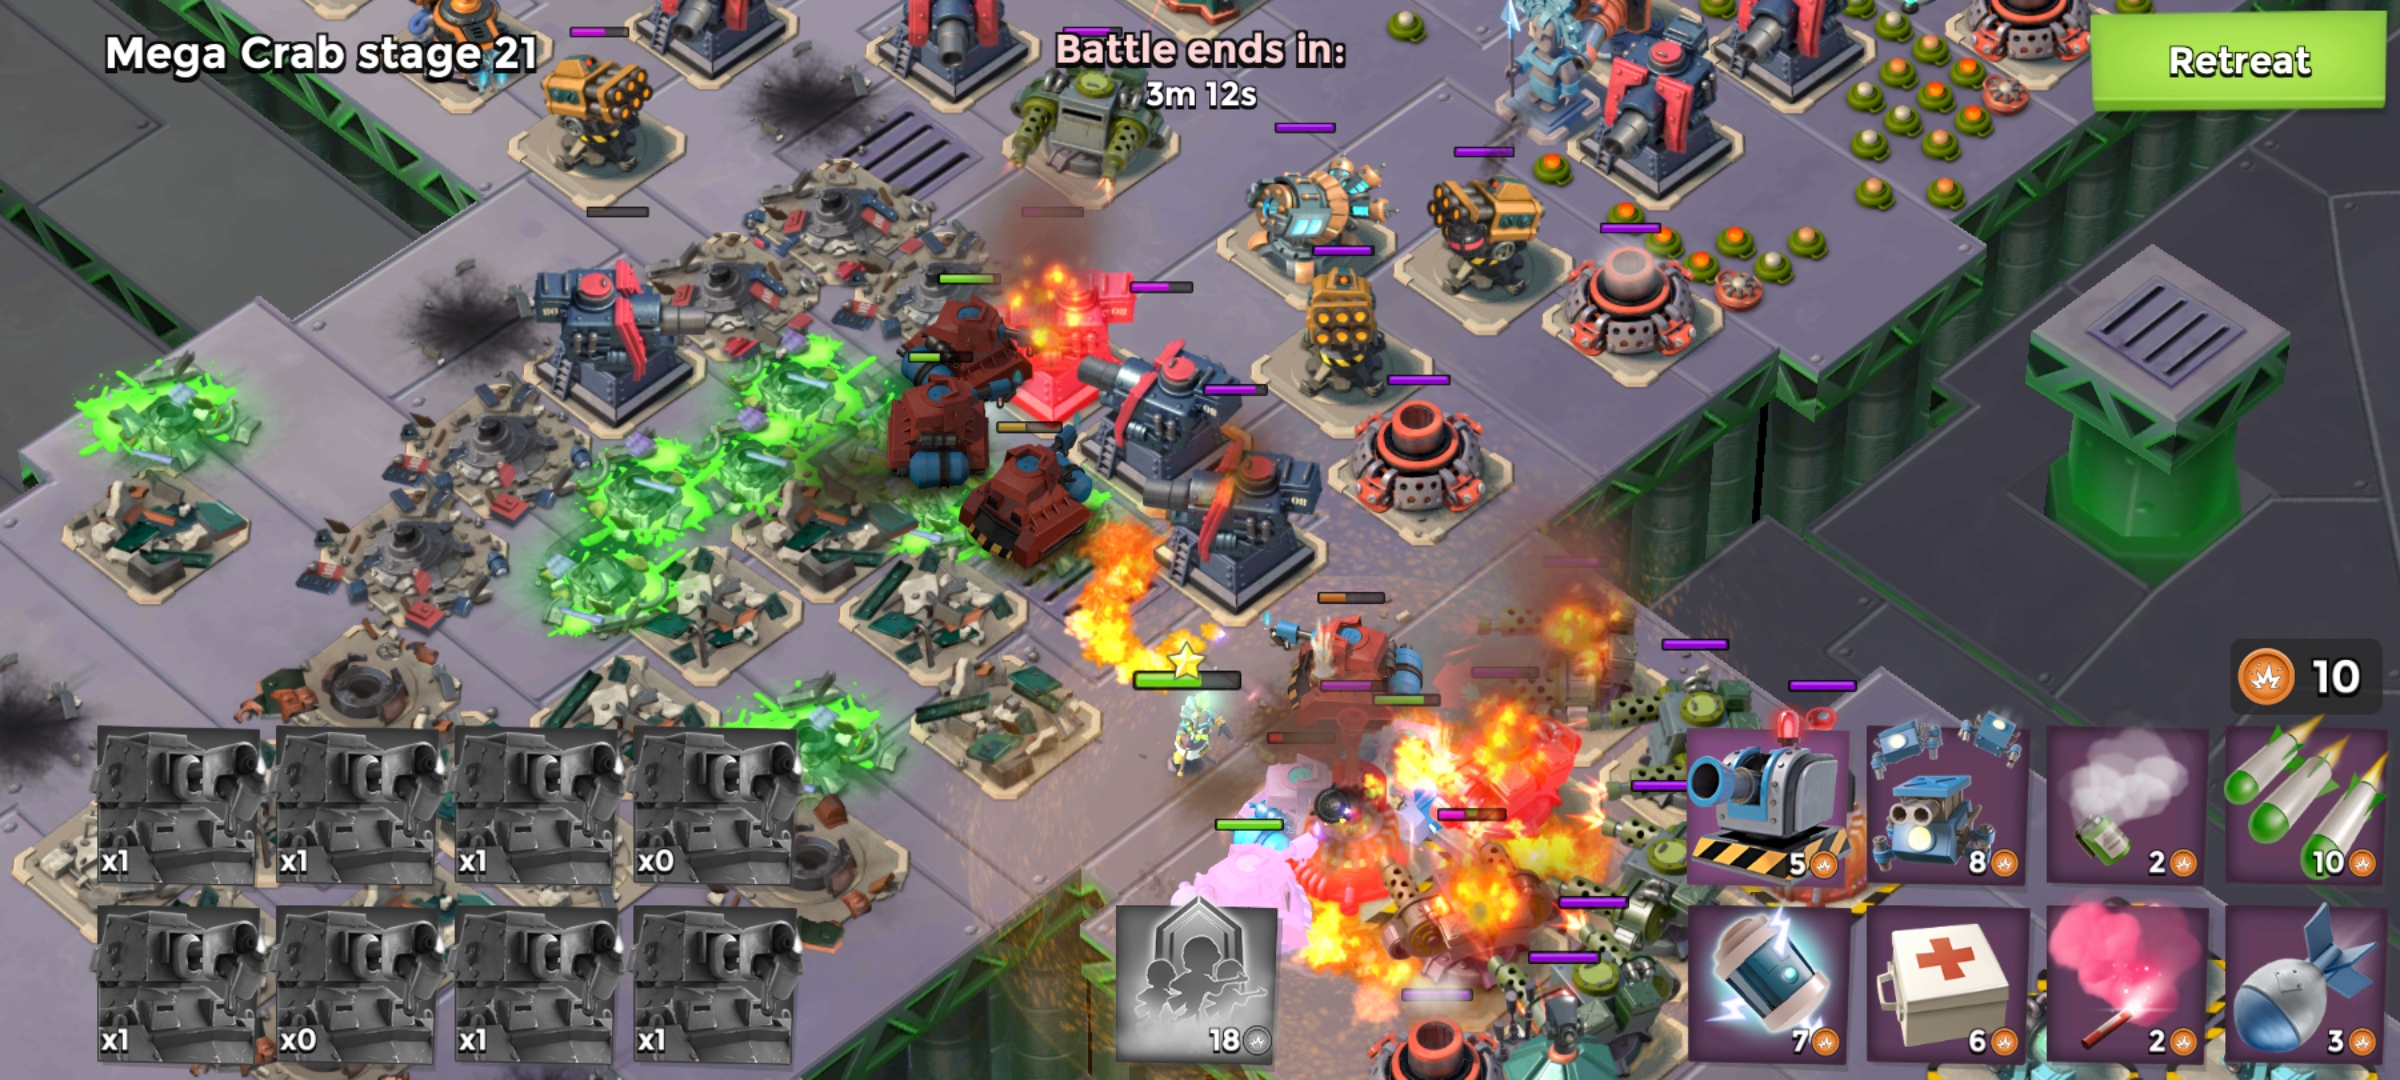 Mega Crab stage 21
Battle ends in:
3m 12s
Retreat
10
x1
x1
x1
x0
5
8
2
10
x1
x0
x1
x1
18
7
6
2
3